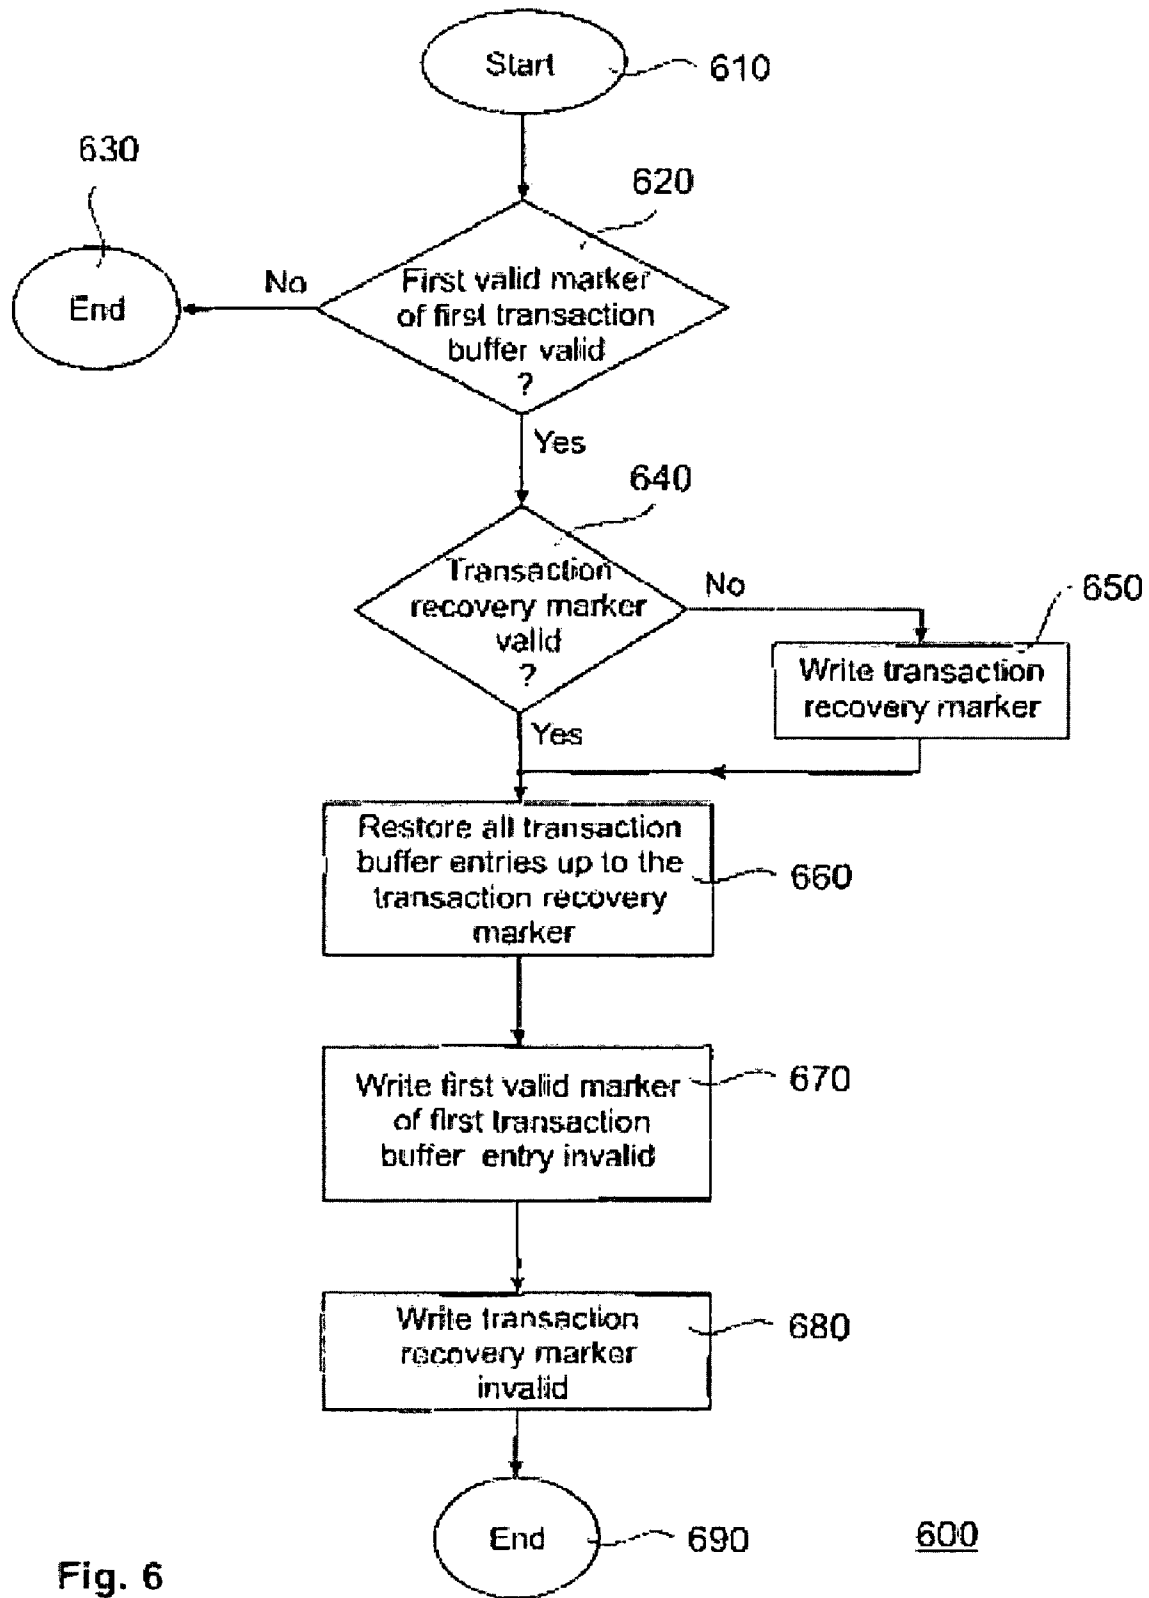 Start
610
630
620
End
No
First valid marker
of first transaction
buffer valid
?
Yes
640
Transaction
recovery marker
valid
?
No
650
Write transaction
recovery marker
Yes
Restore all transaction
buffer entries up to the
transaction recovery
marker
660
Write first valid marker
of first transaction
buffer entry invalid
670
Write transaction
recovery marker
invalid
680
End
690
600
Fig. 6